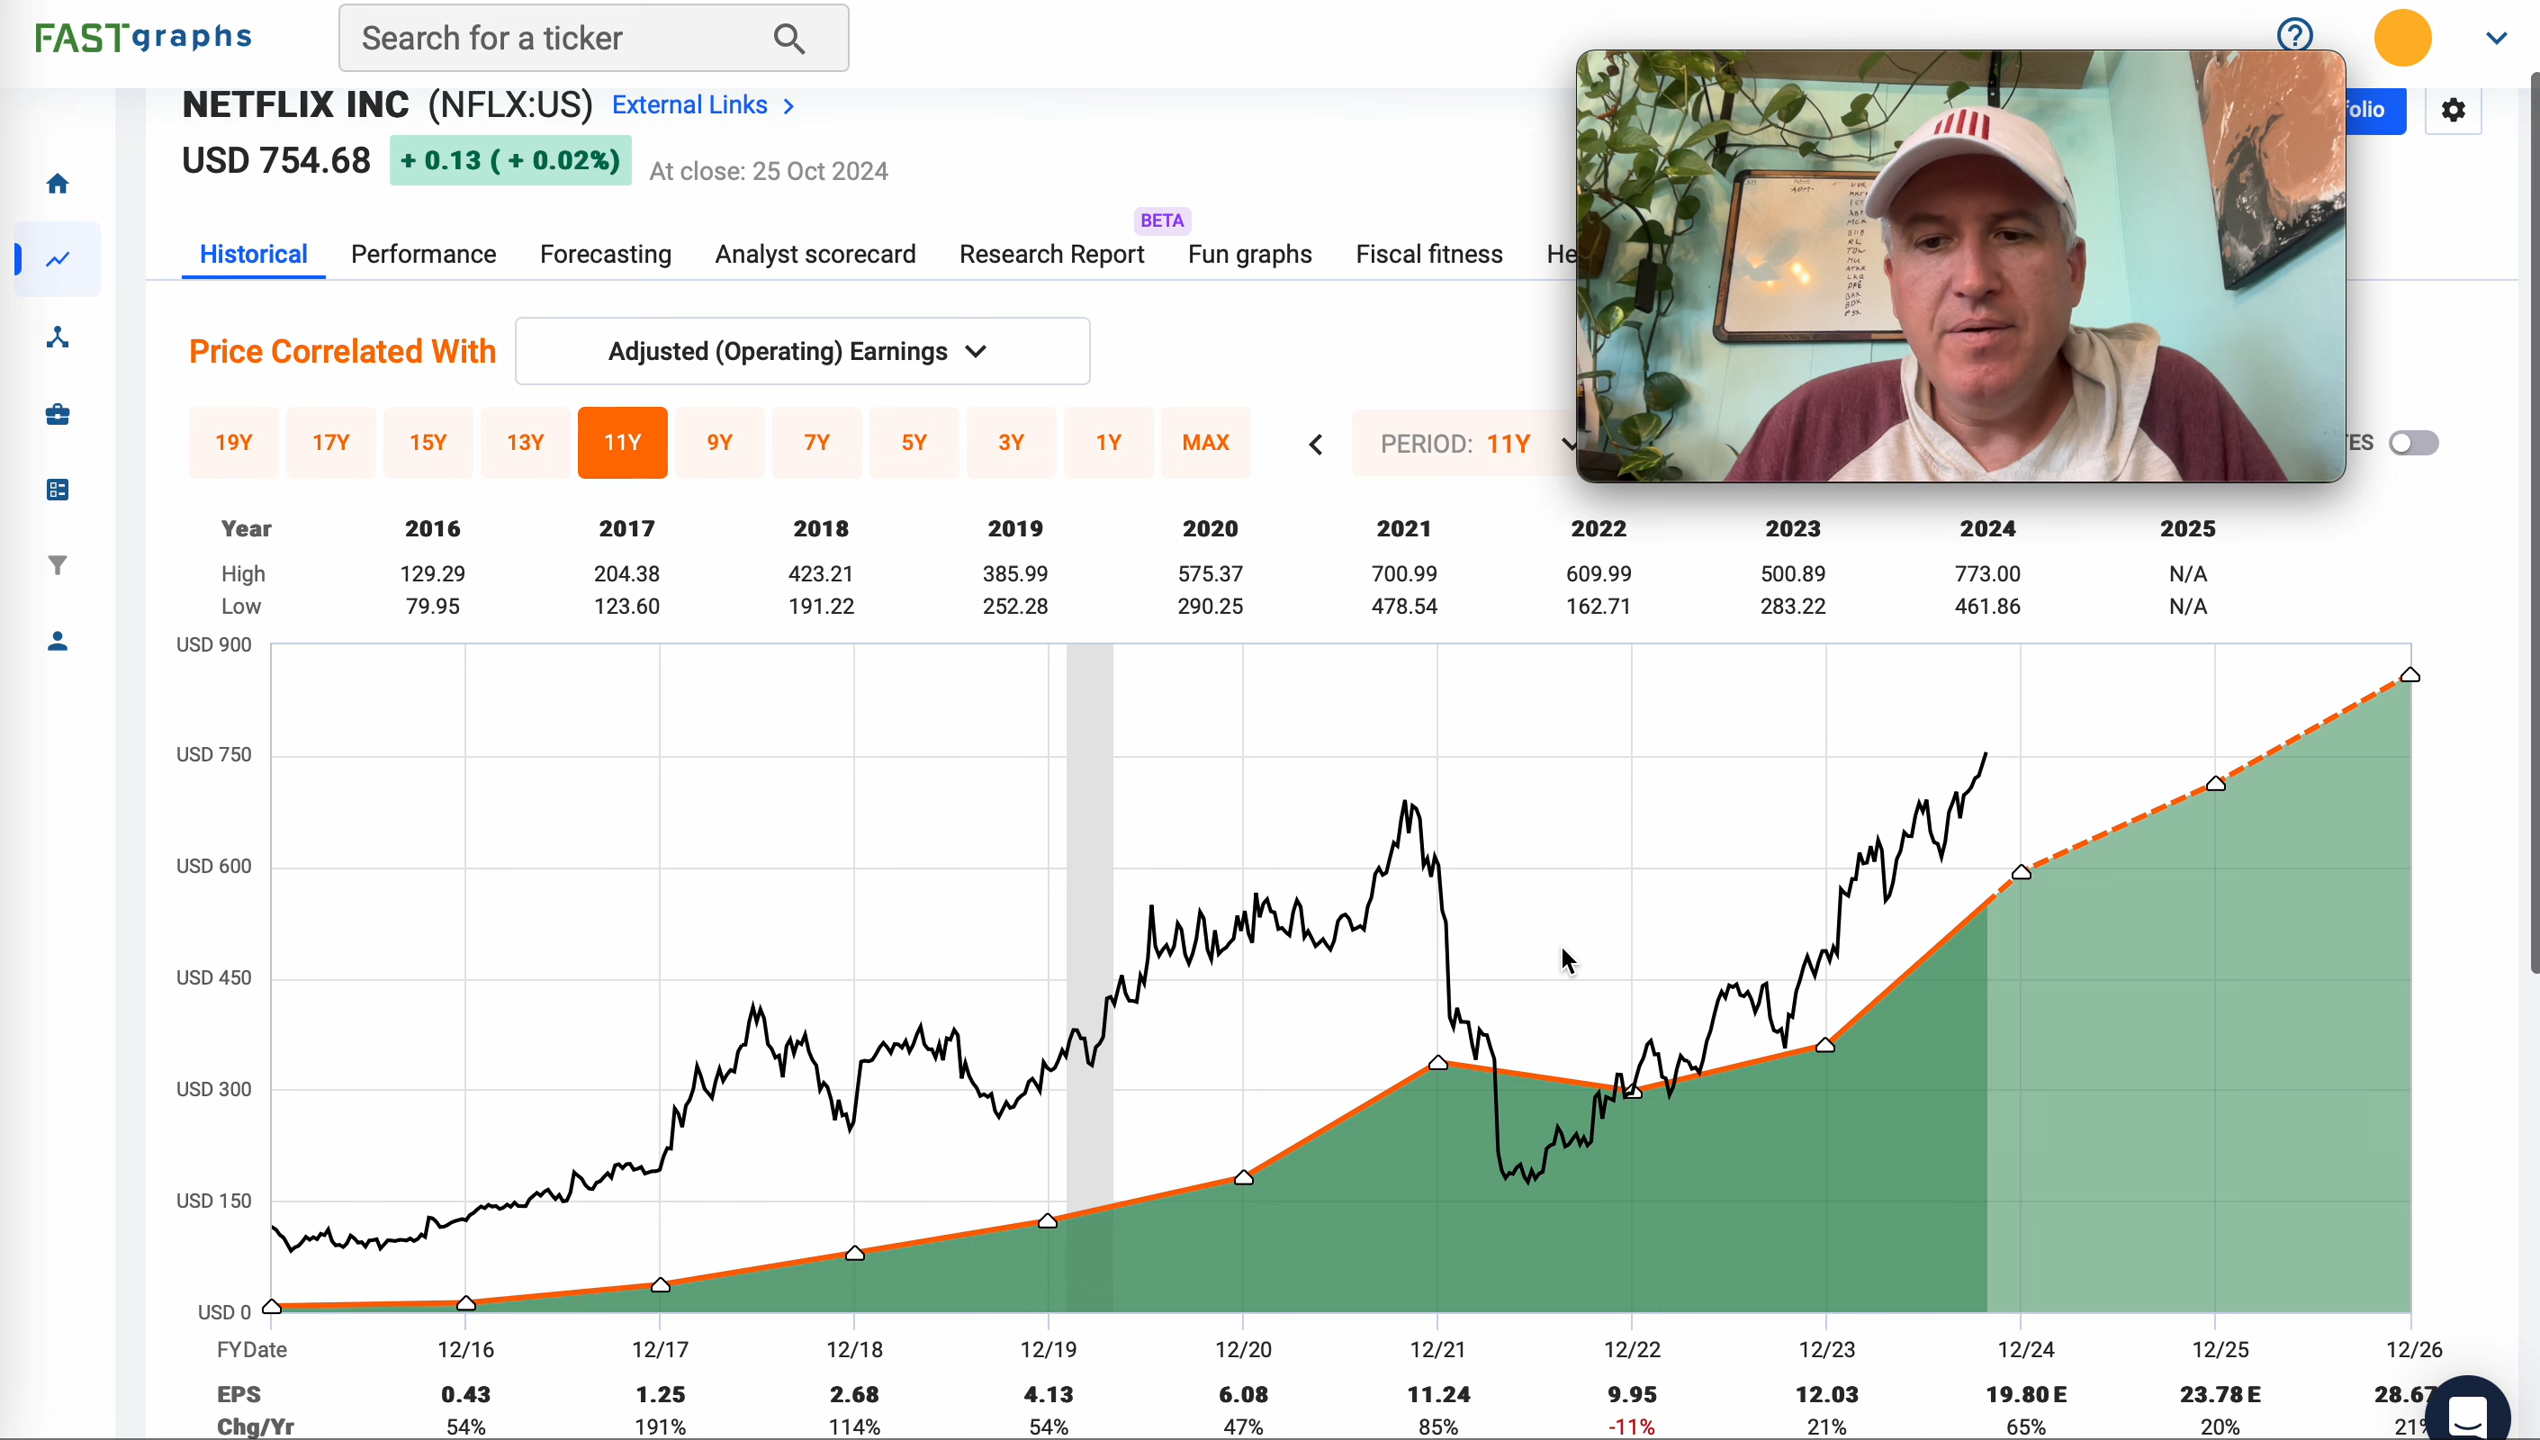 FASTgraphs
Search for a ticker
NETFLIX INC (NFLX:US) External Links >
folio
USD 754.68 + 0.13 ( + 0.02%) At close: 25 Oct 2024
BETA
Historical Performance Forecasting Analyst scorecard Research Report Fun graphs Fiscal fitness He
Price Correlated With Adjusted (Operating) Earnings
19Y 17Y 15Y 13Y 11Y 9Y 7Y 5Y 3Y 1Y MAX PERIOD: 11Y TES
Year 2016 2017 2018 2019 2020 2021 2022 2023 2024 2025
High 129.29 204.38 423.21 385.99 575.37 700.99 609.99 500.89 773.00 N/A
Low 79.95 123.60 191.22 252.28 290.25 478.54 162.71 283.22 461.86 N/A
USD 900
USD 750
USD 600
USD 450
USD 300
USD 150
USD 0
FYDate 12/16 12/17 12/18 12/19 12/20 12/21 12/22 12/23 12/24 12/25 12/26
EPS 0.43 1.25 2.68 4.13 6.08 11.24 9.95 12.03 19.80 E 23.78 E 28.67
Chg/Yr 54% 191% 114% 54% 47% 85% -11% 21% 65% 20% 21%